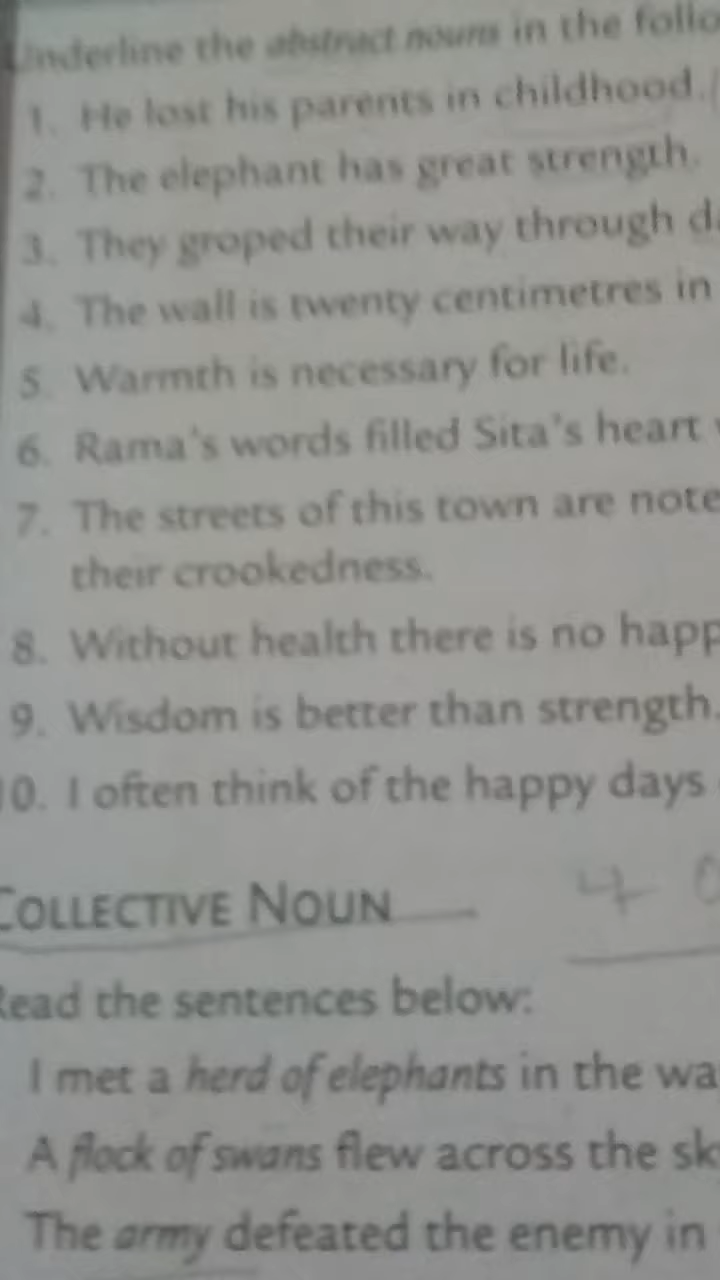 Underline the abstract nouns in the follo
1. He lost his parents in childhood.
2. The elephant has great strength.
3. They groped their way through da
4. The wall is twenty centimetres in
5. Warmth is necessary for life.
6. Rama's words filled Sita's heart
7. The streets of this town are note
their crookedness.
8. Without health there is no happ
9. Wisdom is better than strength.
10. I often think of the happy days
COLLECTIVE NOUN
4
Read the sentences below:
I met a herd of elephants in the wa
A flock of swans flew across the sk
The army defeated the enemy in